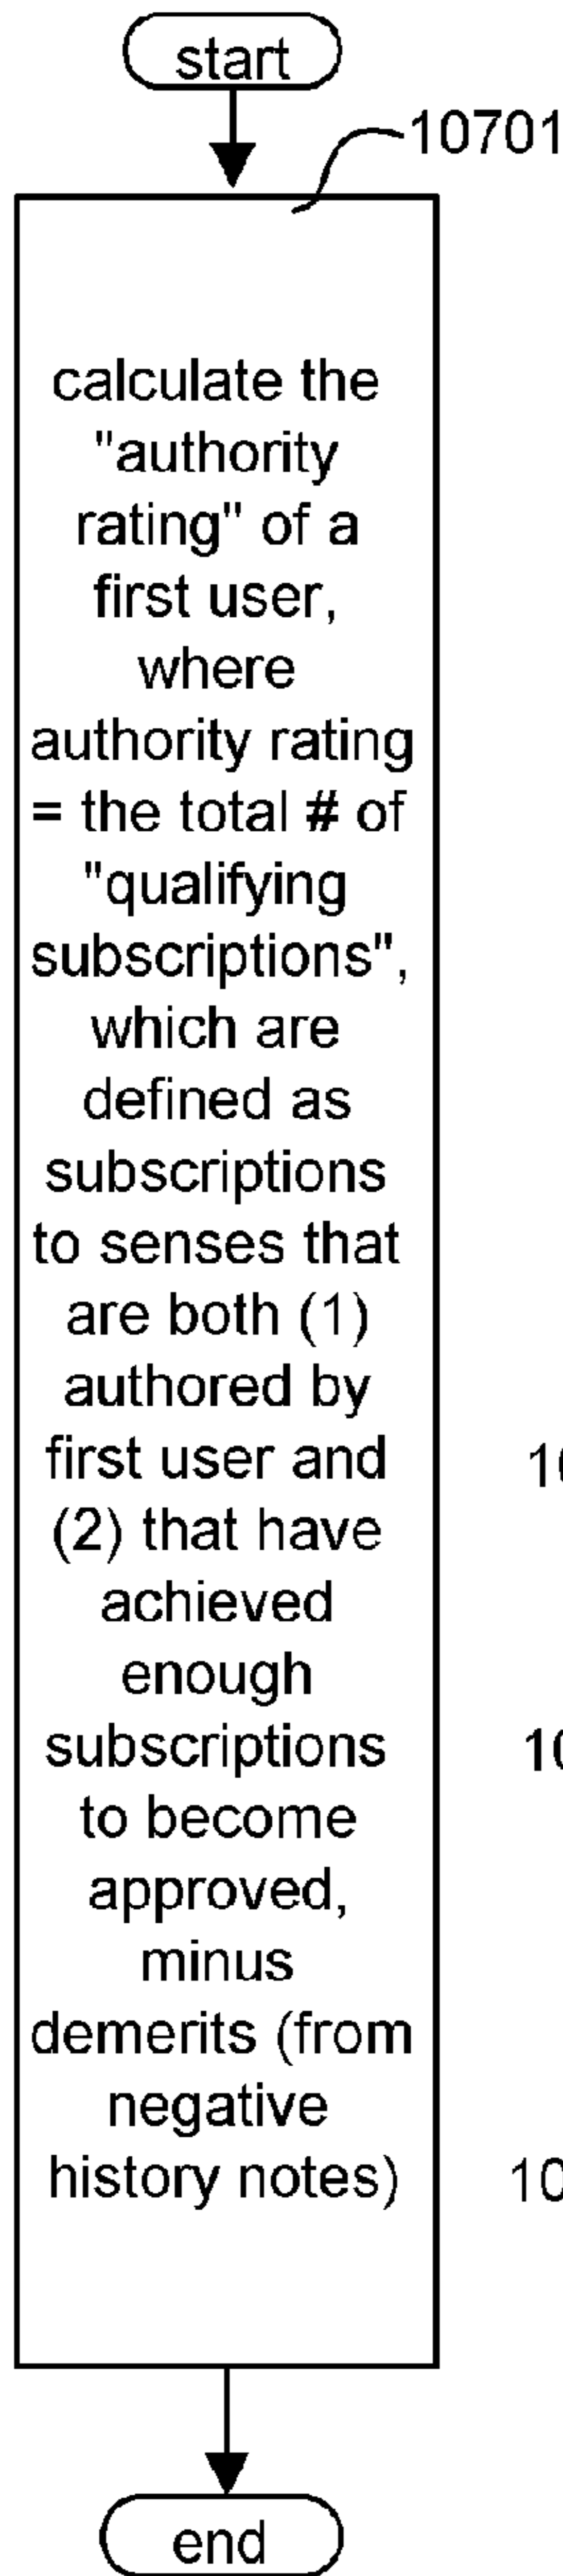 start
10701
calculate the
"authority
rating" of a
first user,
where
authority rating
= the total # of
"qualifying
subscriptions",
which are
defined as
subscriptions
to senses that
are both (1)
authored by
first user and
(2) that have
achieved
enough
subscriptions
to become
approved,
minus
demerits (from
negative
history notes)
end